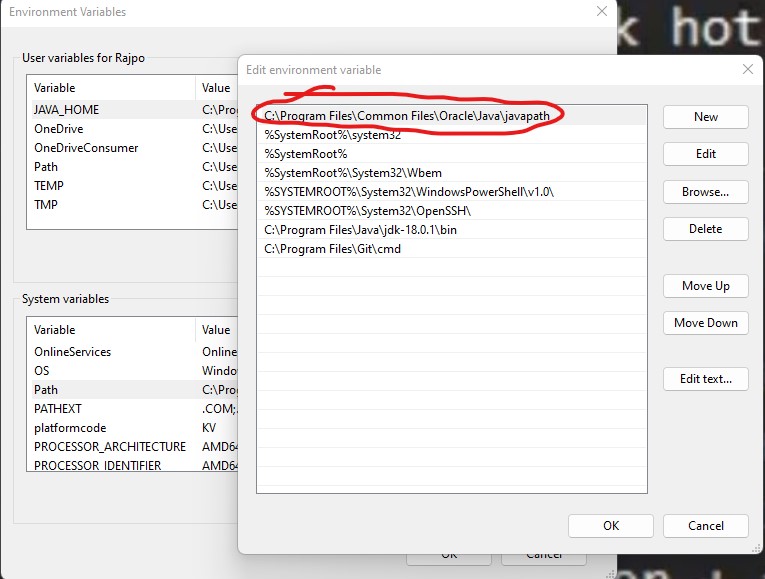 Environment Variables
k hot
User variables for Rajpo
Variable Value
JAVA_HOME C:\Pro
OneDrive C:\Use
OneDriveConsumer C:\Use
Path C:\Use
TEMP C:\Use
TMP C:\Use
System variables
Variable Value
OnlineServices Online
OS Windo
Path C:\Pro
PATHEXT .COM;
platformcode KV
PROCESSOR_ARCHITECTURE AMD64
PROCESSOR_IDENTIFIER AMD64
OK Cancel
Edit environment variable
C:\Program Files\Common Files\Oracle\Java\javapath
%SystemRoot%\system32
%SystemRoot%
%SystemRoot%\System32\Wbem
%SYSTEMROOT%\System32\WindowsPowerShell\v1.0\
%SYSTEMROOT%\System32\OpenSSH\
C:\Program Files\Java\jdk-18.0.1\bin
C:\Program Files\Git\cmd
New
Edit
Browse...
Delete
Move Up
Move Down
Edit text...
OK Cancel